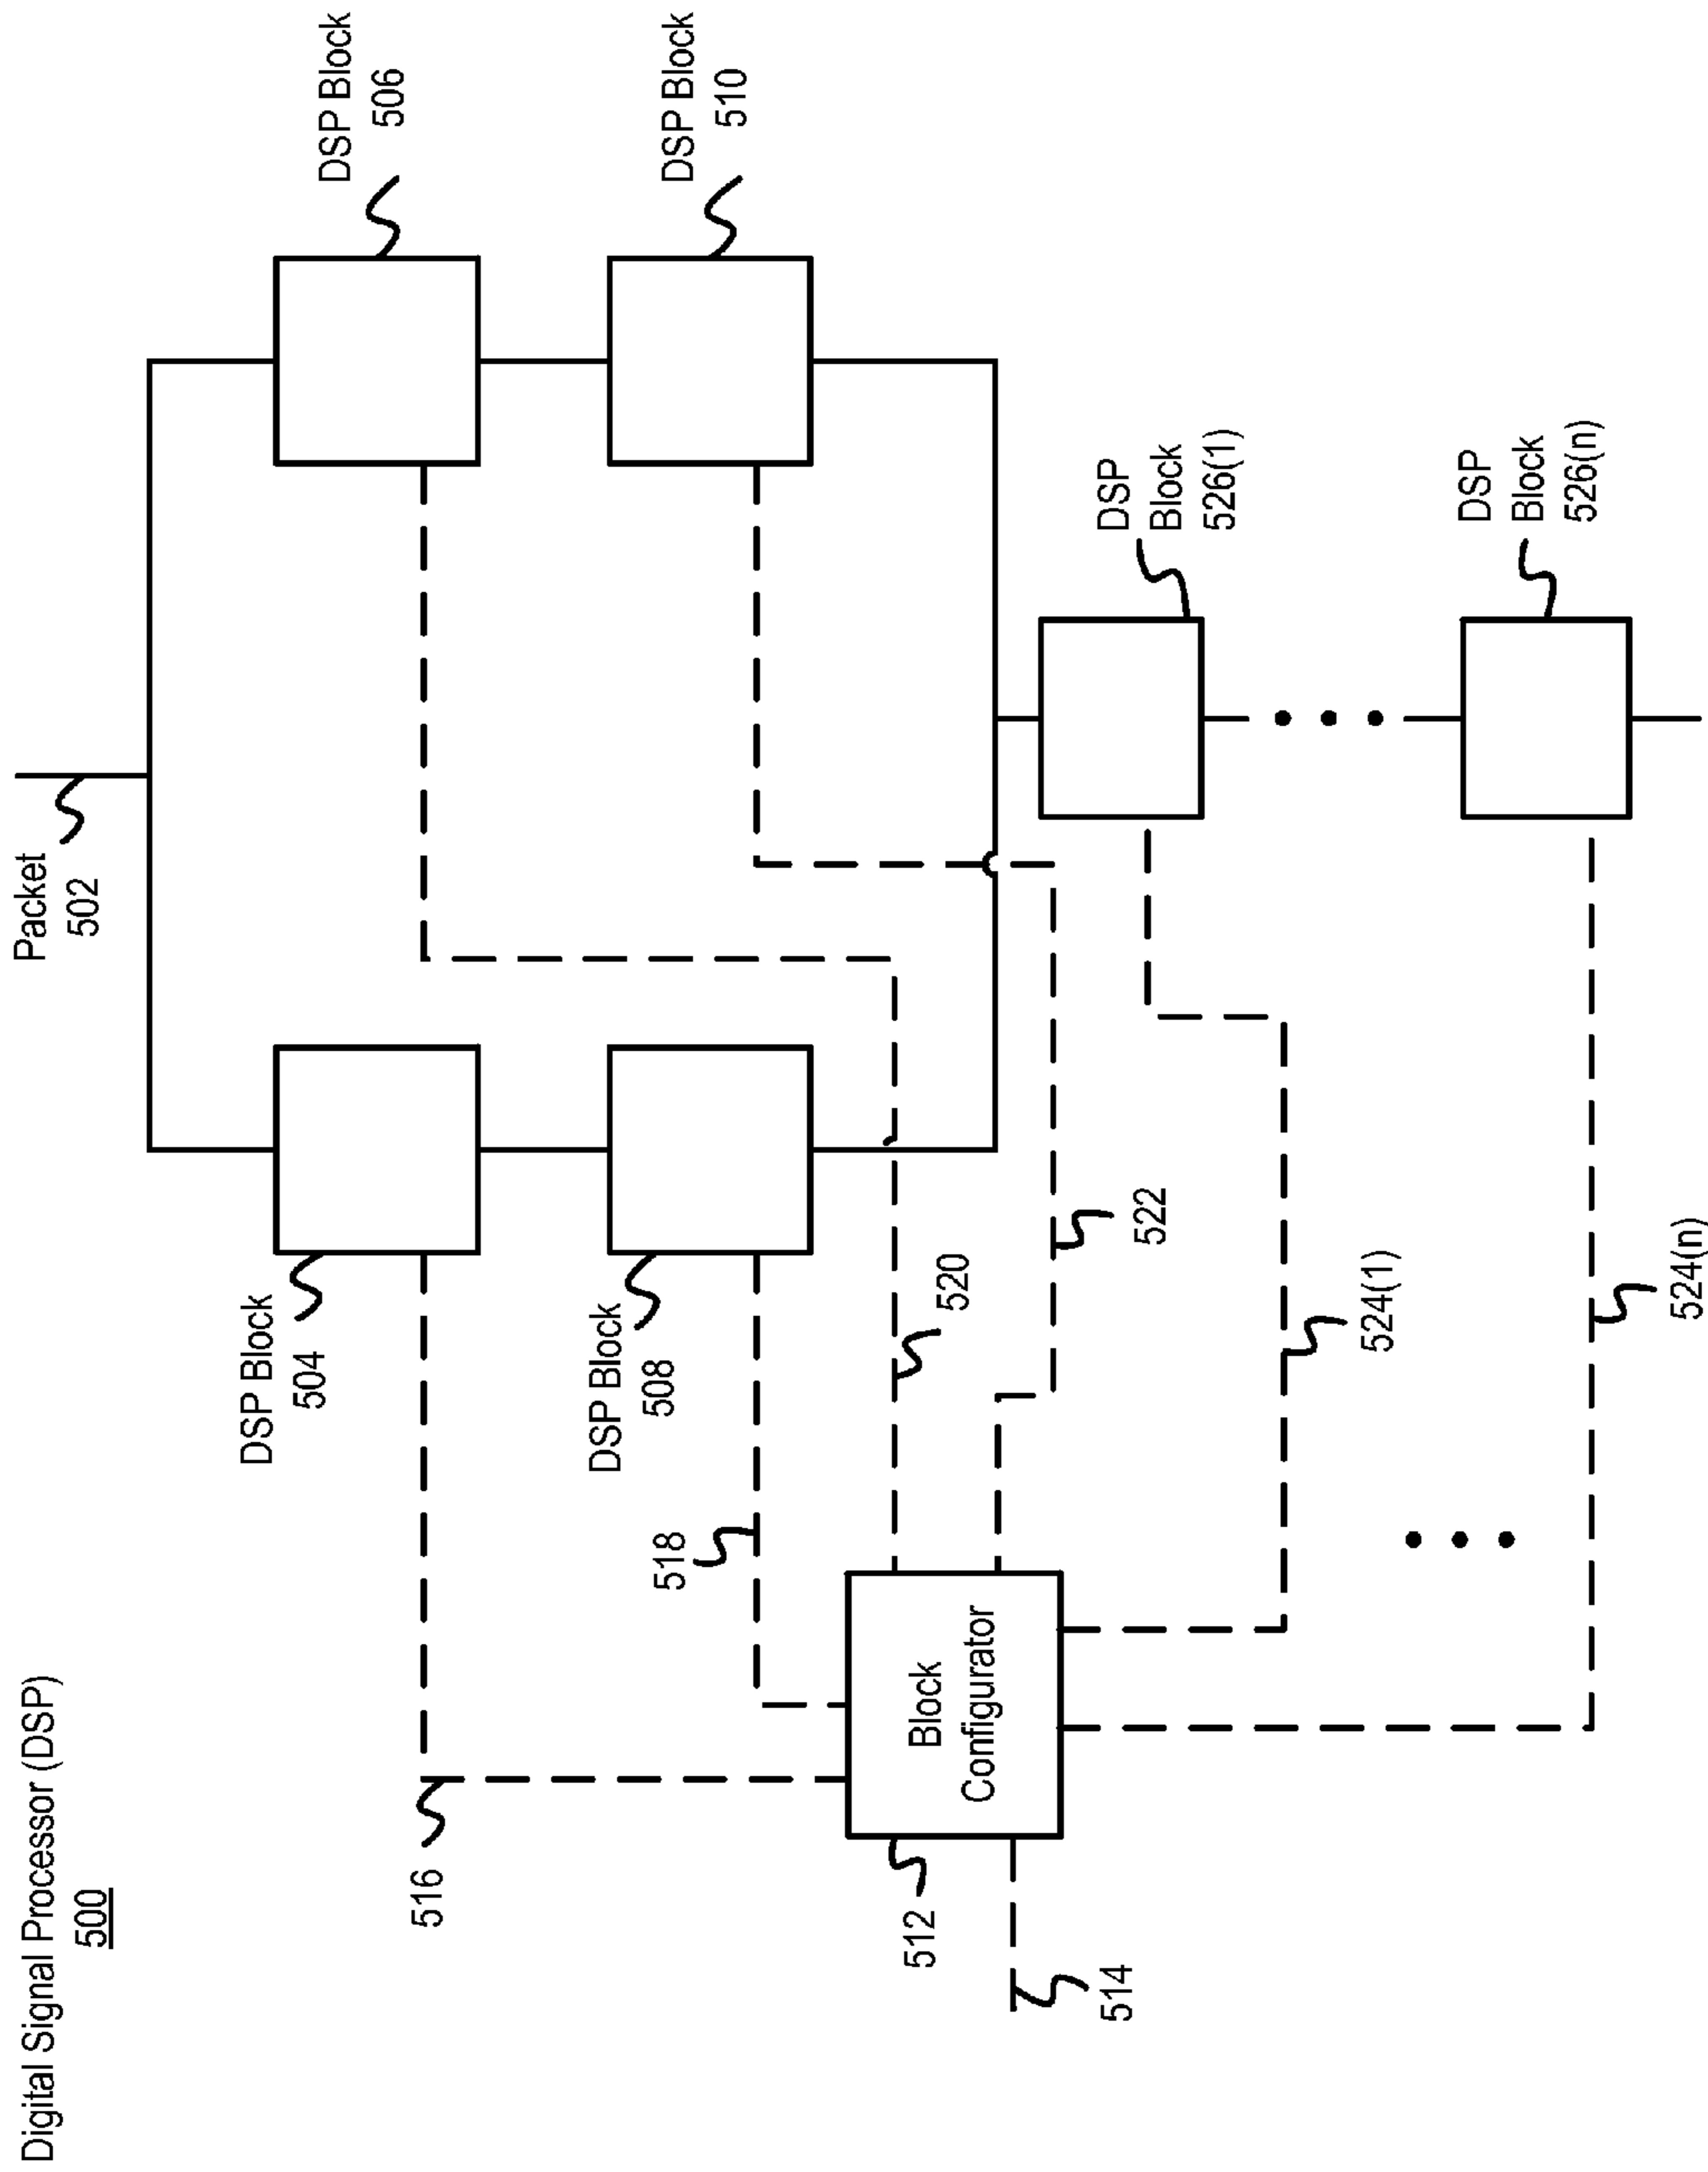 Digital Signal Processor (DSP)
500
Packet
502
DSP Block
504
DSP Block
506
DSP Block
508
DSP Block
510
516
518
520
522
512
Block
Configurator
514
524(1)
524(n)
DSP
Block
526(1)
DSP
Block
526(n)